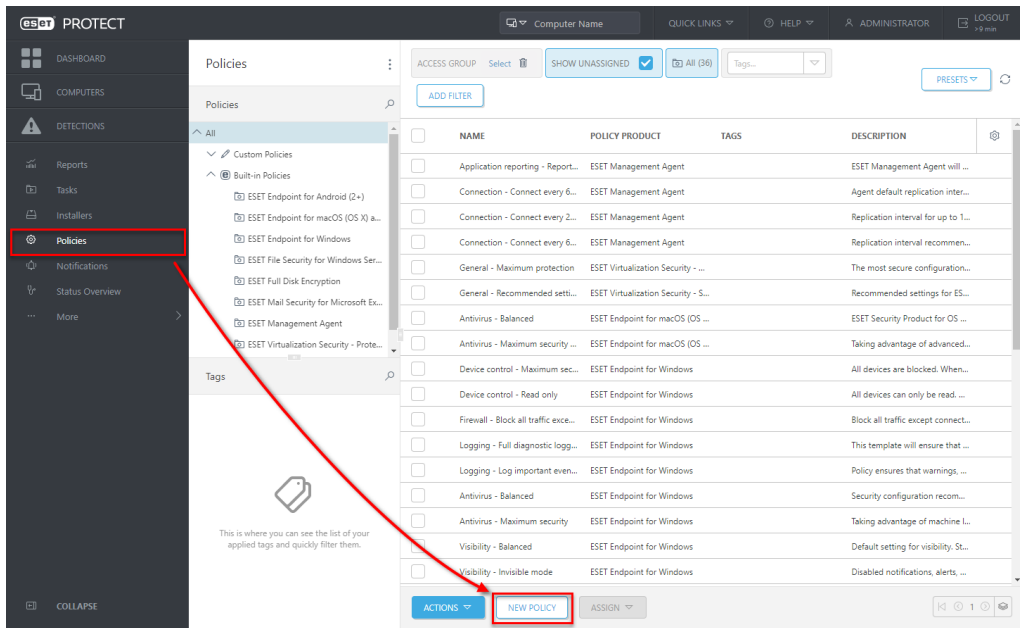 eset PROTECT
Computer Name
QUICK LINKS
HELP
ADMINISTRATOR
LOGOUT
>9 min
DASHBOARD
COMPUTERS
DETECTIONS
Reports
Tasks
Installers
Policies
Notifications
Status Overview
More
COLLAPSE
Policies
Policies
All
Custom Policies
Built-in Policies
ESET Endpoint for Android (2+)
ESET Endpoint for macOS (OS X) a...
ESET Endpoint for Windows
ESET File Security for Windows Ser...
ESET Full Disk Encryption
ESET Mail Security for Microsoft Ex...
ESET Management Agent
ESET Virtualization Security - Prote...
Tags
This is where you can see the list of your
applied tags and quickly filter them.
ACCESS GROUP Select SHOW UNASSIGNED All (36) Tags...
PRESETS
ADD FILTER
NAME POLICY PRODUCT TAGS DESCRIPTION
Application reporting - Report... ESET Management Agent ESET Management Agent will ...
Connection - Connect every 6... ESET Management Agent Agent default replication inter...
Connection - Connect every 2... ESET Management Agent Replication interval for up to 1...
Connection - Connect every 6... ESET Management Agent Replication interval recommen...
General - Maximum protection ESET Virtualization Security - ... The most secure configuration...
General - Recommended setti... ESET Virtualization Security - S... Recommended settings for ES...
Antivirus - Balanced ESET Endpoint for macOS (OS ... ESET Security Product for OS ...
Antivirus - Maximum security ... ESET Endpoint for macOS (OS ... Taking advantage of advanced...
Device control - Maximum sec... ESET Endpoint for Windows All devices are blocked. When...
Device control - Read only ESET Endpoint for Windows All devices can only be read. ...
Firewall - Block all traffic exce... ESET Endpoint for Windows Block all traffic except connect...
Logging - Full diagnostic logg... ESET Endpoint for Windows This template will ensure that ...
Logging - Log important even... ESET Endpoint for Windows Policy ensures that warnings, ...
Antivirus - Balanced ESET Endpoint for Windows Security configuration recom...
Antivirus - Maximum security ESET Endpoint for Windows Taking advantage of machine l...
Visibility - Balanced ESET Endpoint for Windows Default setting for visibility. St...
Visibility - Invisible mode ESET Endpoint for Windows Disabled notifications, alerts, ...
ACTIONS NEW POLICY ASSIGN 1